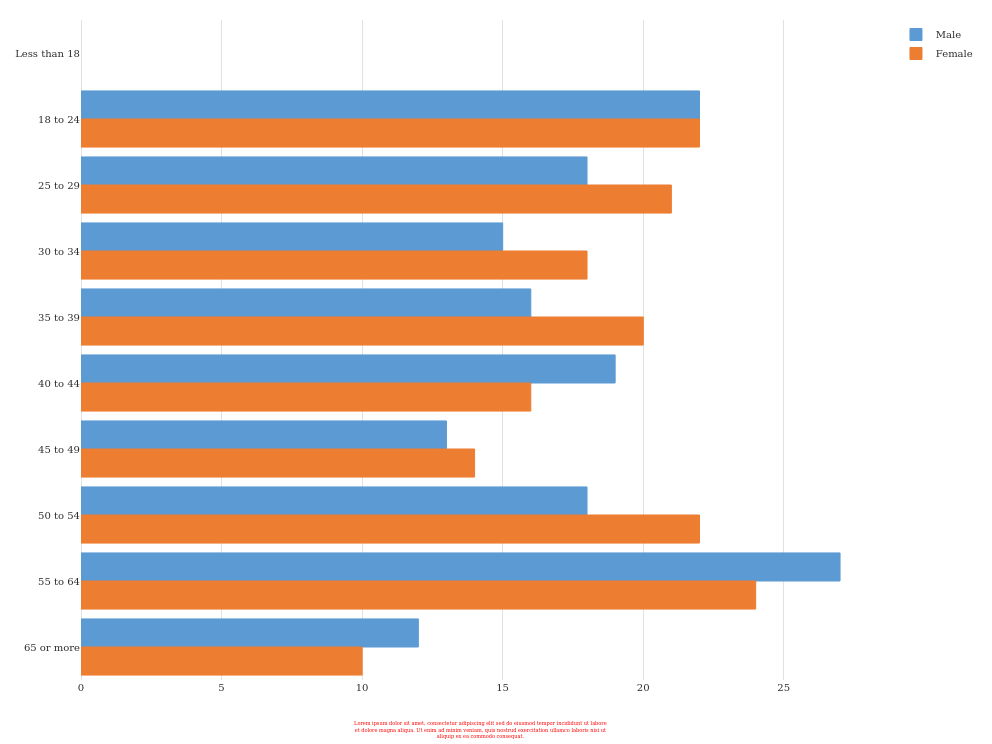 Male
Female
Less than 18
18 to 24
25 to 29
30 to 34
35 to 39
40 to 44
45 to 49
50 to 54
55 to 64
65 or more
0 5 10 15 20 25
Lorem ipsum dolor sit amet, consectetur adipiscing elit sed do eiusmod tempor incididunt ut labore
et dolore magna aliqua. Ut enim ad minim veniam, quis nostrud exercitation ullamco laboris nisi ut
aliquip ex ea commodo consequat.